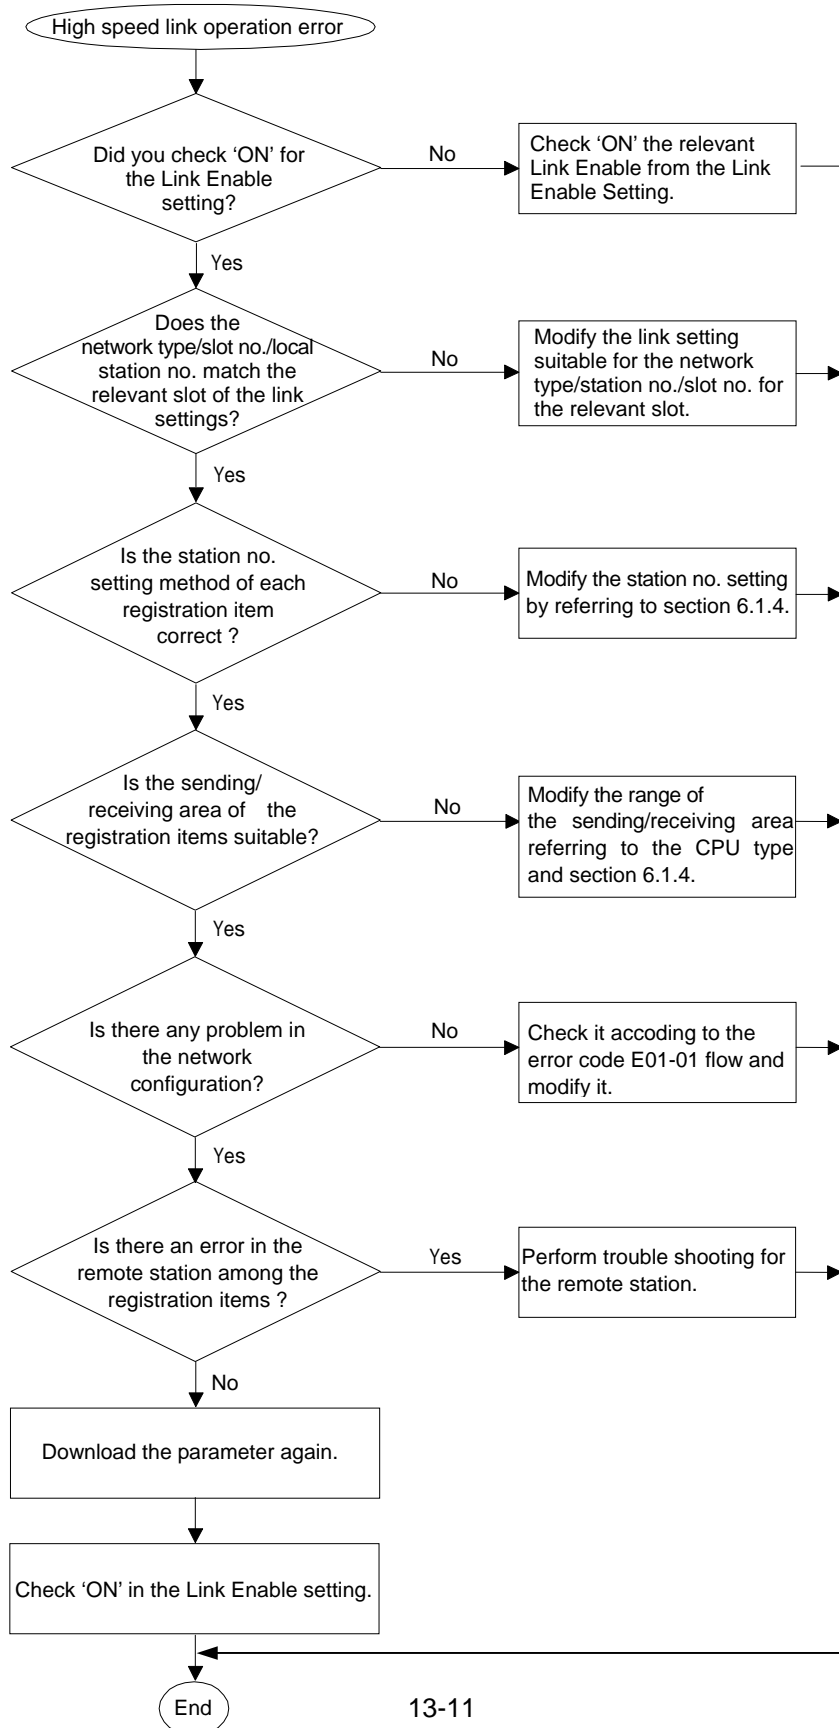 High speed link operation error
Did you check ‘ON’ for
the Link Enable
setting?
No
Check ‘ON’ the relevant
Link Enable from the Link
Enable Setting.
Yes
Does the
network type/slot no./local
station no. match the
relevant slot of the link
settings?
No
Modify the link setting
suitable for the network
type/station no./slot no. for
the relevant slot.
Yes
Is the station no.
setting method of each
registration item
correct ?
No
Modify the station no. setting
by referring to section 6.1.4.
Yes
Is the sending/
receiving area of the
registration items suitable?
No
Modify the range of
the sending/receiving area
referring to the CPU type
and section 6.1.4.
Yes
Is there any problem in
the network
configuration?
No
Check it accoding to the
error code E01-01 flow and
modify it.
Yes
Is there an error in the
remote station among the
registration items ?
Yes
Perform trouble shooting for
the remote station.
No
Download the parameter again.
Check ‘ON’ in the Link Enable setting.
End
13-11